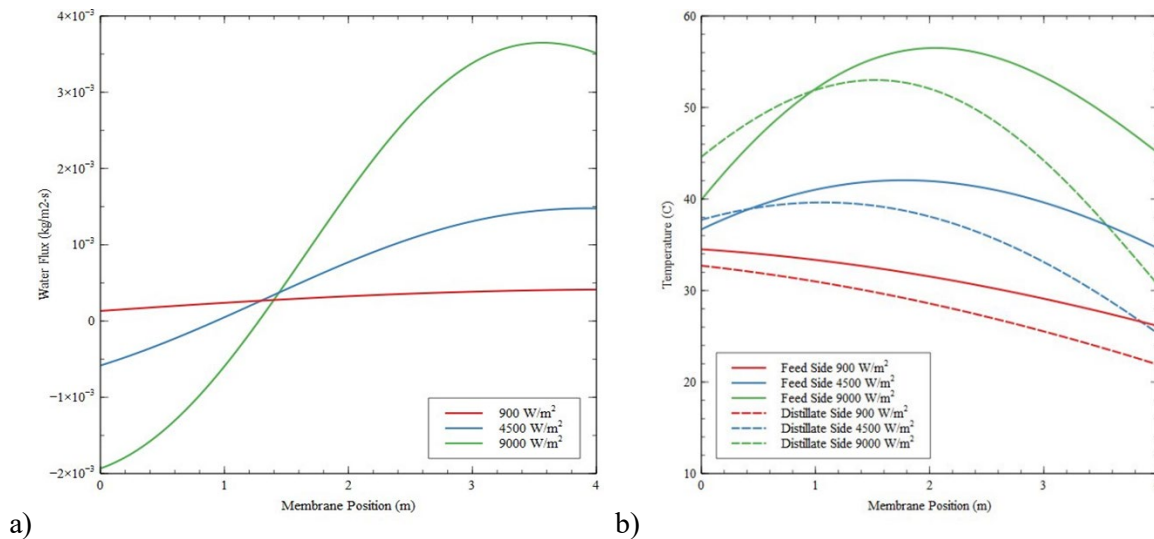 4×10⁻³
3×10⁻³
2×10⁻³
1×10⁻³
0
−1×10⁻³
−2×10⁻³
Water Flux (kg/m2-s)
0 1 2 3 4
Membrane Position (m)
900 W/m²
4500 W/m²
9000 W/m²
a)
60
50
40
30
20
10
Temperature (C)
0 1 2 3
Membrane Position (m)
Feed Side 900 W/m²
Feed Side 4500 W/m²
Feed Side 9000 W/m²
Distillate Side 900 W/m²
Distillate Side 4500 W/m²
Distillate Side 9000 W/m²
b)